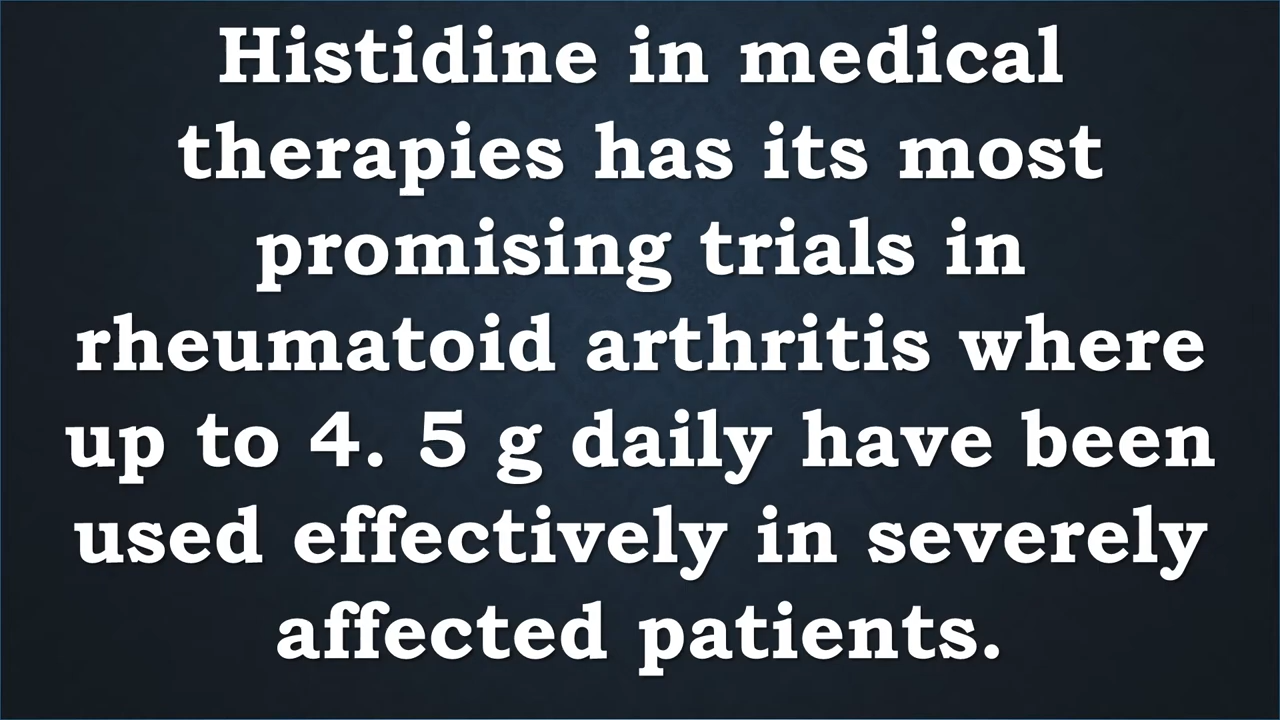 Histidine in medical
therapies has its most
promising trials in
rheumatoid arthritis where
up to 4. 5 g daily have been
used effectively in severely
affected patients.